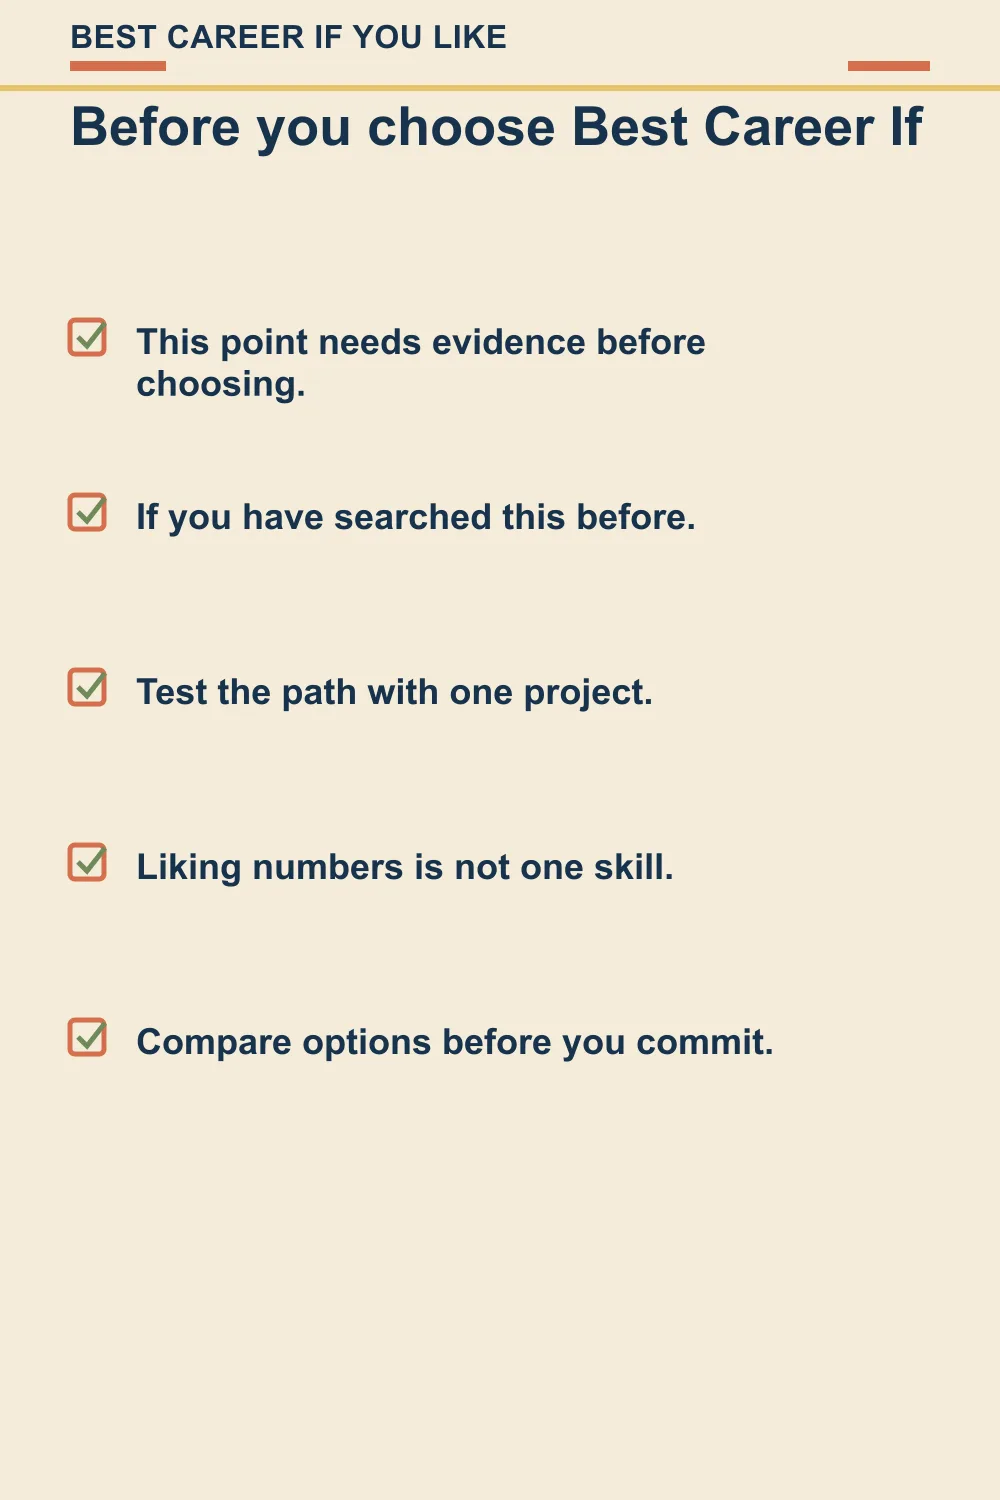 BEST CAREER IF YOU LIKE
Before you choose Best Career If
This point needs evidence before
choosing.
If you have searched this before.
Test the path with one project.
Liking numbers is not one skill.
Compare options before you commit.